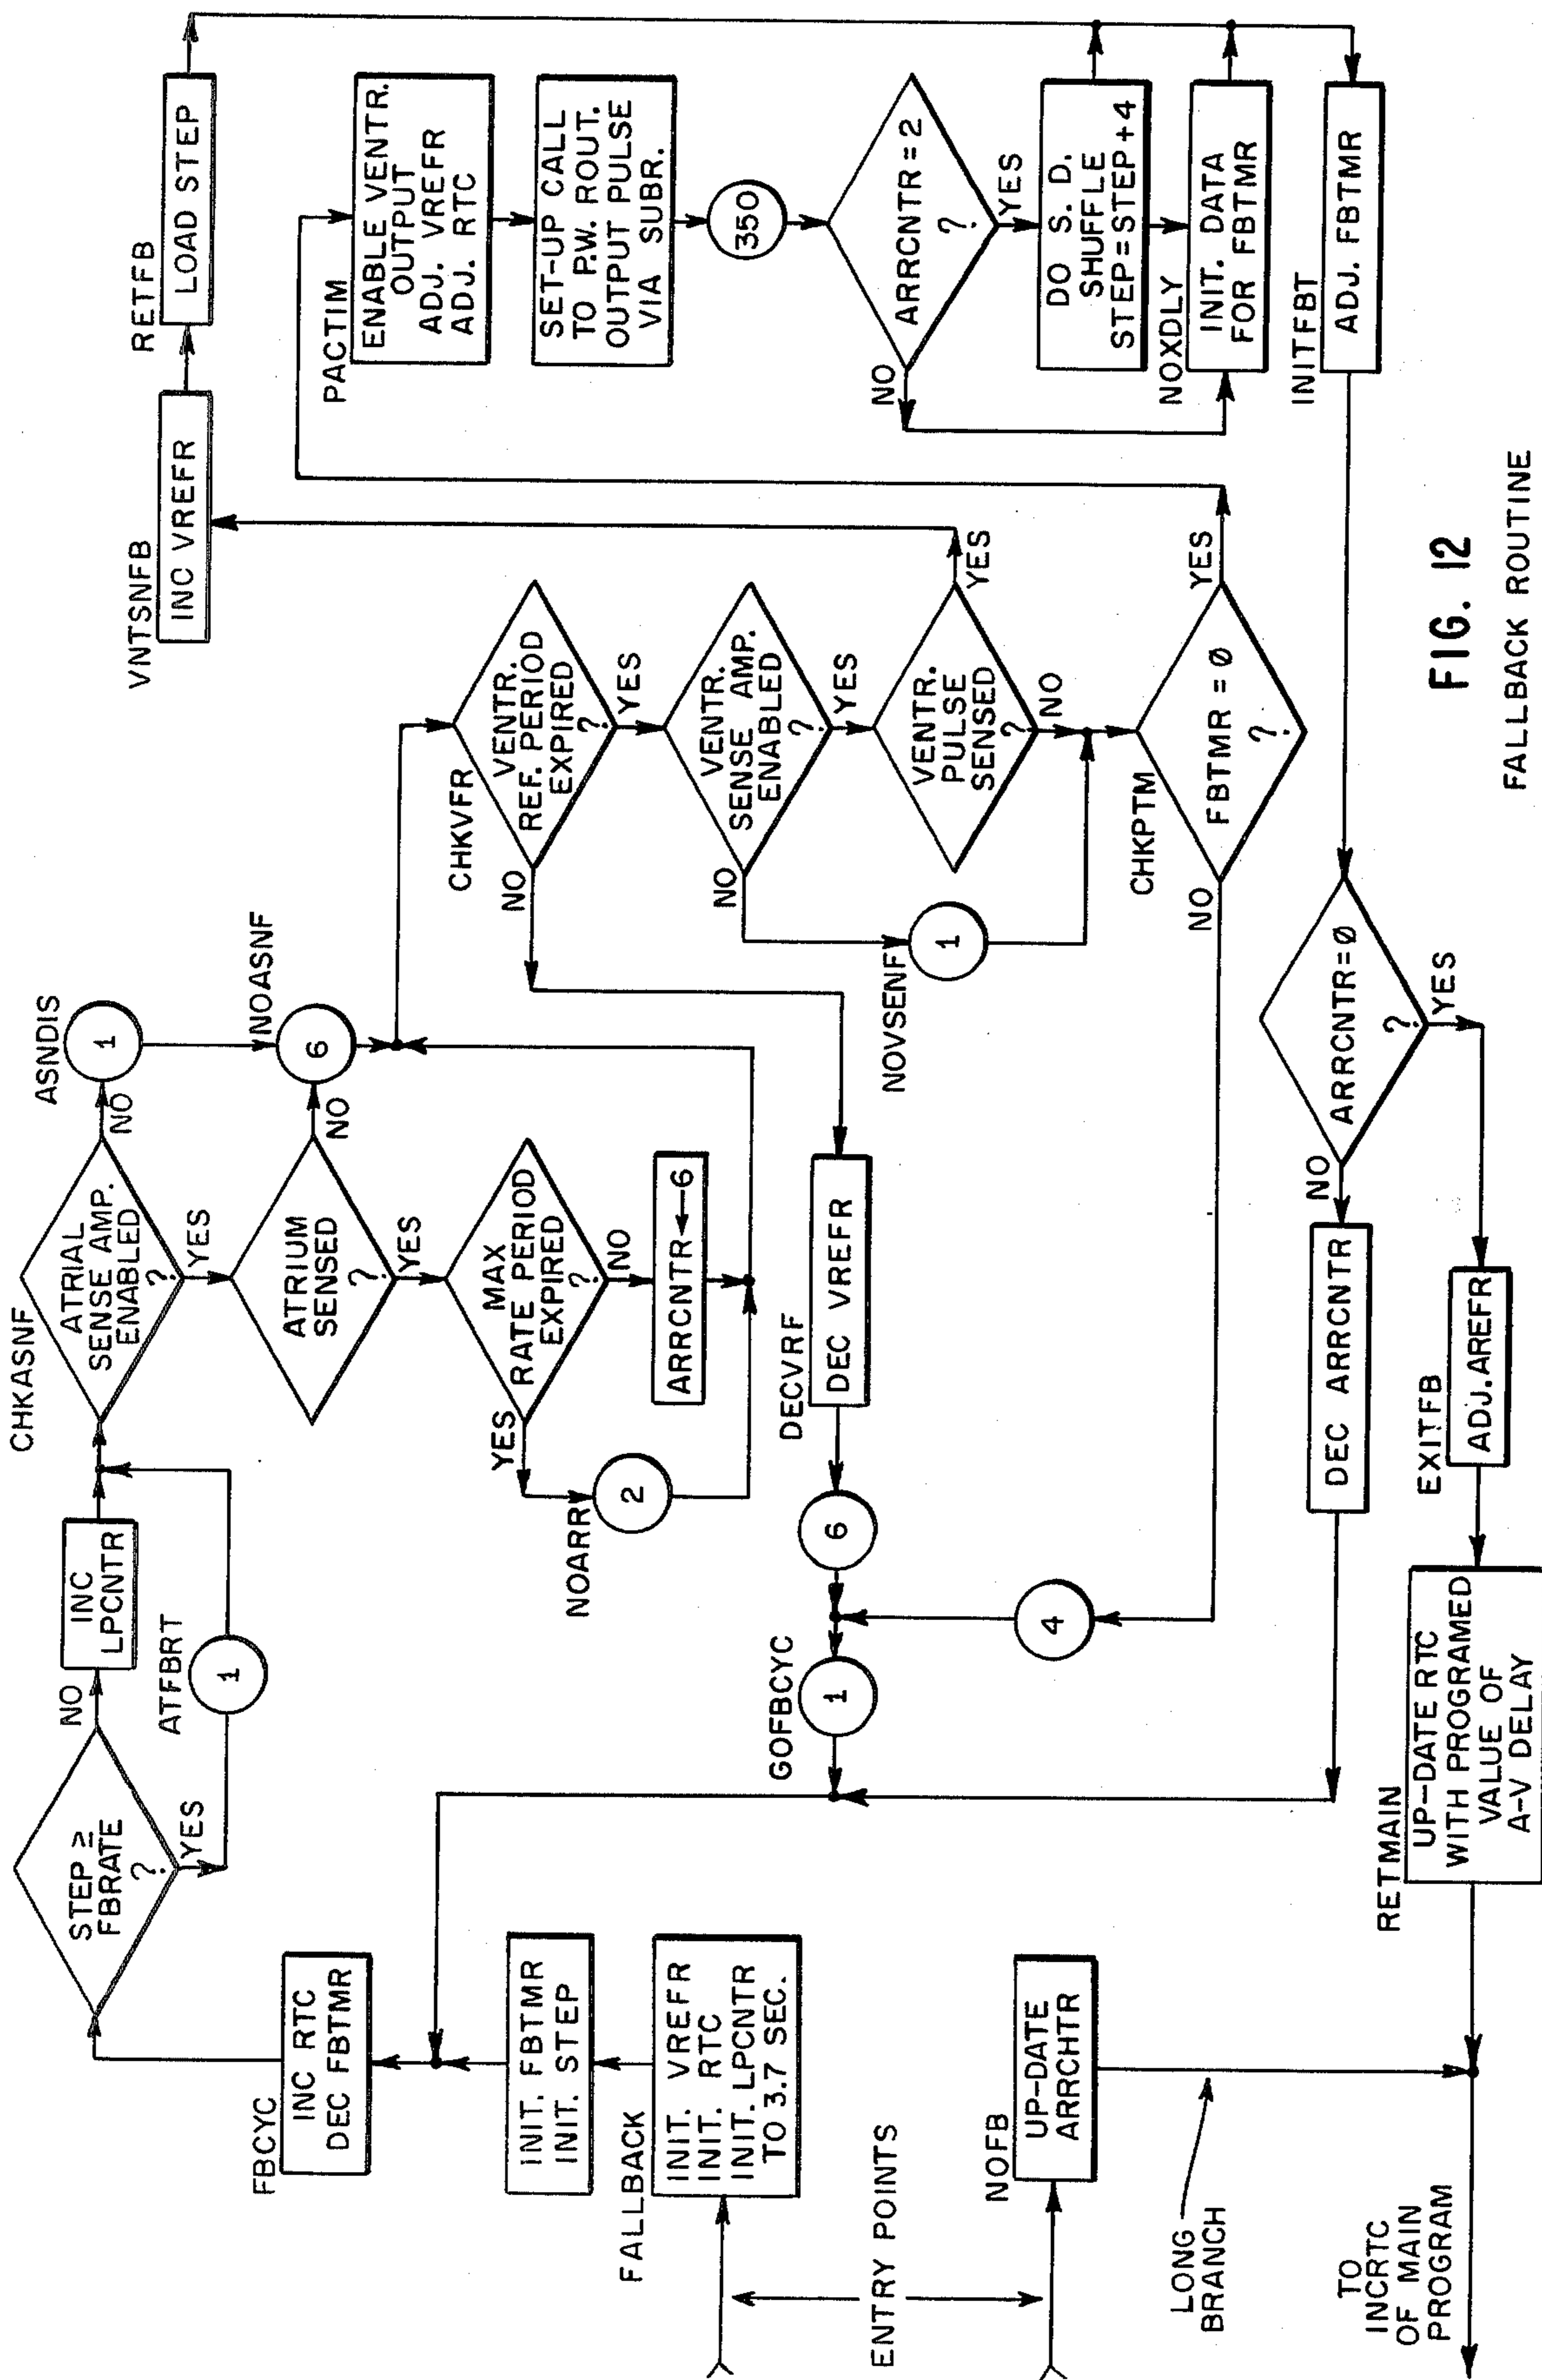 FBCYC
INC RTC
DEC FBTMR
INIT. FBTMR
INIT. STEP
FALLBACK
INIT. VREFR
INIT. RTC
INIT. LPCNTR
TO 3.7 SEC.
ENTRY POINTS
NOFB
UP-DATE
ARRCHTR
LONG
BRANCH
TO
INCRTC
OF MAIN
PROGRAM
STEP ≥
FBRATE
?
NO
YES
INC
LPCNTR
ATFBRT
1
CHKASNF
ATRIAL
SENSE AMP.
ENABLED
?
NO
YES
ASNDIS
1
ATRIUM
SENSED
?
NO
YES
NOASNF
6
MAX
RATE PERIOD
EXPIRED
?
YES
NO
NOARR
2
ARRCNTR←6
DECVRF
DEC VREFR
6
GOFBCYC
1
4
CHKVFR
VENTR.
REF. PERIOD
EXPIRED
?
NO
YES
VENTR.
SENSE AMP.
ENABLED
?
NO
YES
NOVSENF
1
VENTR.
PULSE
SENSED
?
YES
NO
CHKPTM
FBTMR = Ø
?
NO
YES
VNTSNFB
INC VREFR
RETFB
LOAD STEP
PACTIM
ENABLE VENTR.
OUTPUT
ADJ. VREFR
ADJ. RTC
SET-UP CALL
TO P.W. ROUT.
OUTPUT PULSE
VIA SUBR.
350
ARRCNTR = 2
?
NO
YES
DO S. D.
SHUFFLE
STEP=STEP+4
NOXDLY
INIT. DATA
FOR FBTMR
INITFBT
ADJ. FBTMR
ARRCNTR=Ø
?
NO
YES
DEC ARRCNTR
EXITFB
ADJ. AREFR
RETMAIN
UP-DATE RTC
WITH PROGRAMED
VALUE OF
A-V DELAY
FIG. 12
FALLBACK ROUTINE